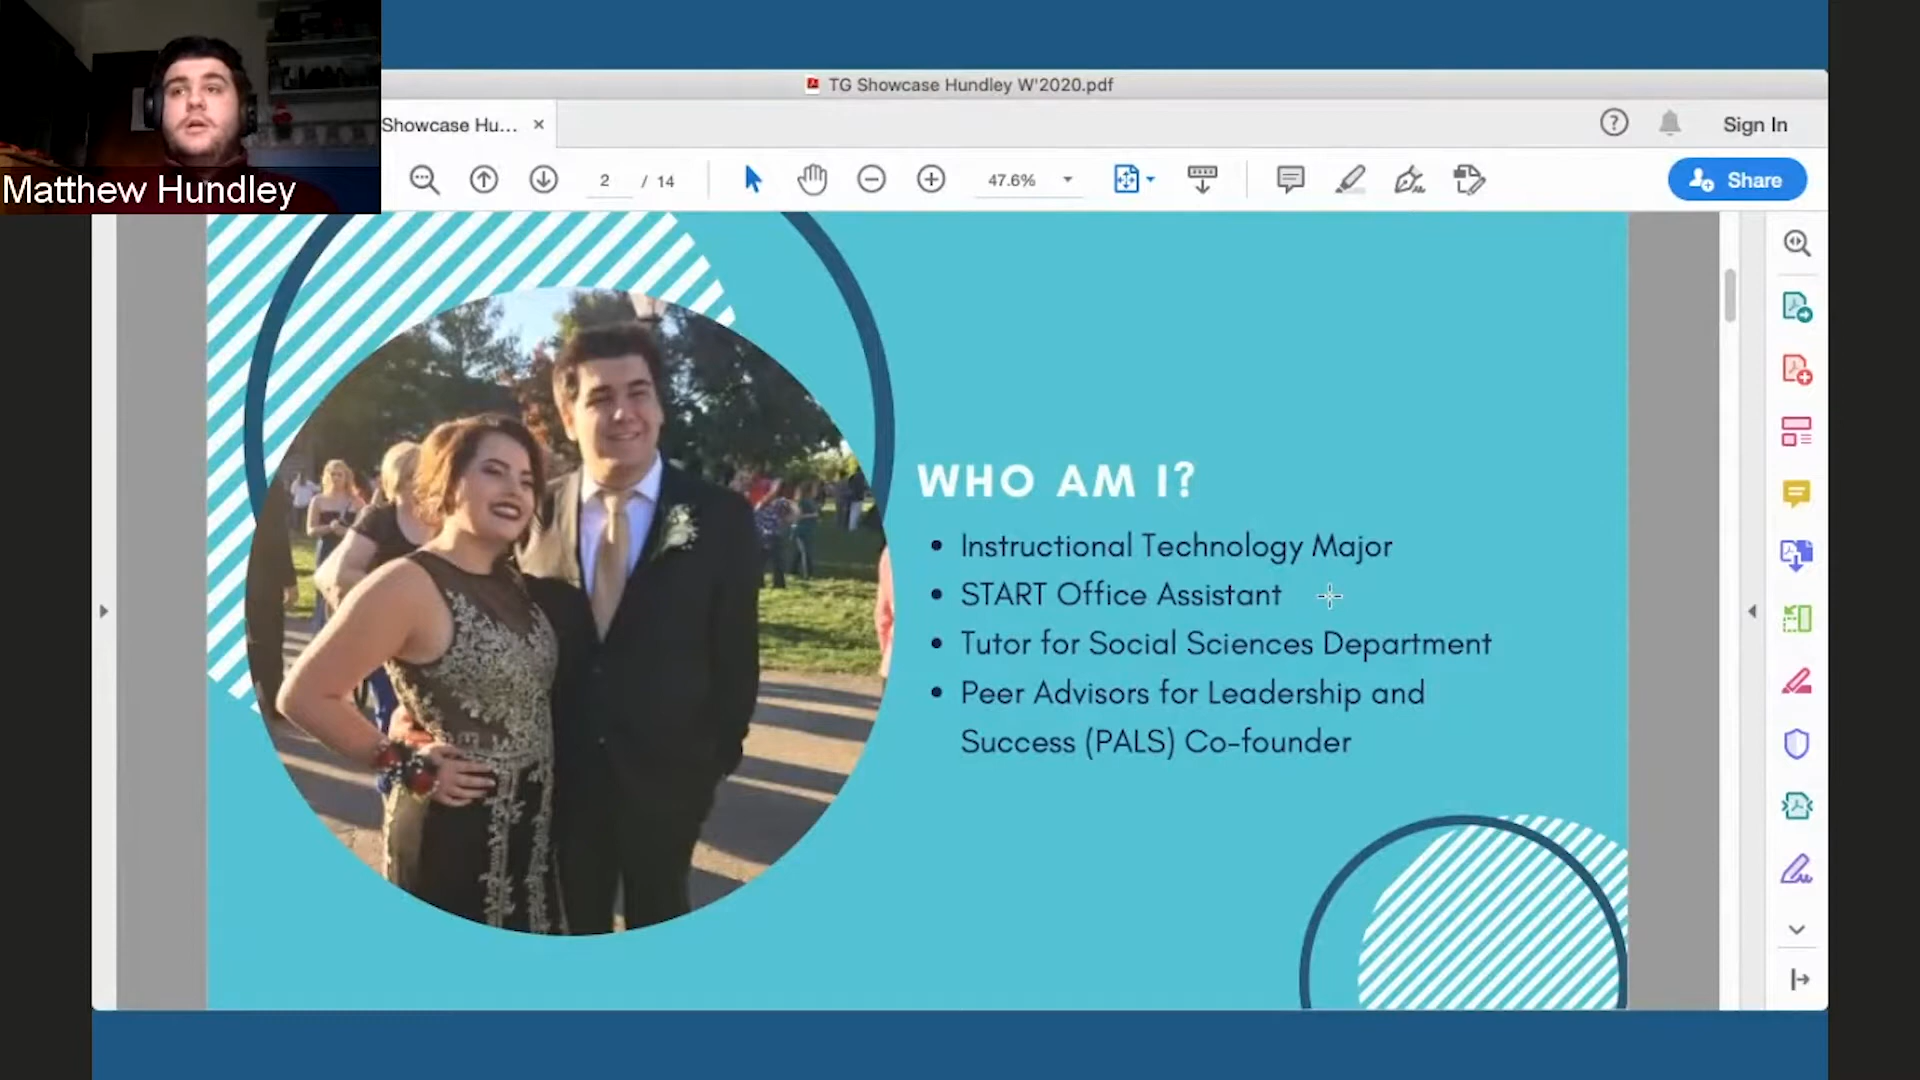 TG Showcase Hundley W'2020.pdf
Showcase Hu...
Sign In
Matthew Hundley
2 / 14
47.6%
Share
WHO AM I?
• Instructional Technology Major
• START Office Assistant
• Tutor for Social Sciences Department
• Peer Advisors for Leadership and
Success (PALS) Co-founder